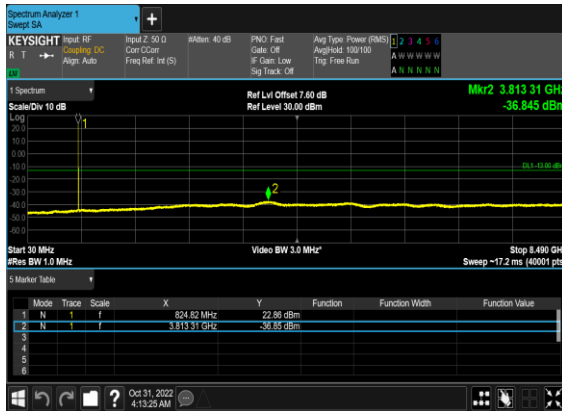 Spectrum Analyzer 1
Swept SA
+
KEYSIGHT Input: RF Input Z: 50 Ω #Atten: 40 dB PNO: Fast Avg Type: Power (RMS) 1 2 3 4 5 6
R T Coupling: DC Corr CCorr Gate: Off Avg|Hold: 100/100 A W W W W W
Align: Auto Freq Ref: Int (S) IF Gain: Low Trig: Free Run
LXI Sig Track: Off A N N N N N
1 Spectrum Ref Lvl Offset 7.60 dB Mkr2 3.813 31 GHz
Scale/Div 10 dB Ref Level 30.00 dBm -36.845 dBm
Log
20.0 1
10.0
0.00
-10.0 DL1 -13.00 dBm
-20.0
-30.0 2
-40.0
-50.0
-60.0
Start 30 MHz Video BW 3.0 MHz* Stop 8.490 GH
#Res BW 1.0 MHz Sweep ~17.2 ms (40001 pts
5 Marker Table
Mode Trace Scale X Y Function Function Width Function Value
1 N 1 f 824.82 MHz 22.86 dBm
2 N 1 f 3.813 31 GHz -36.85 dBm
3
4
5
6
? Oct 31, 2022
4:13:25 AM